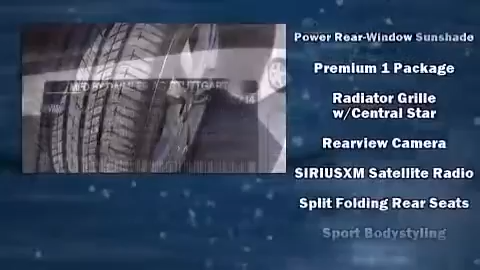 Power Rear-Window Sunshade
Premium 1 Package
Radiator Grille
w/Central Star
Rearview Camera
SIRIUSXM Satellite Radio
Split Folding Rear Seats
Sport Bodystyling